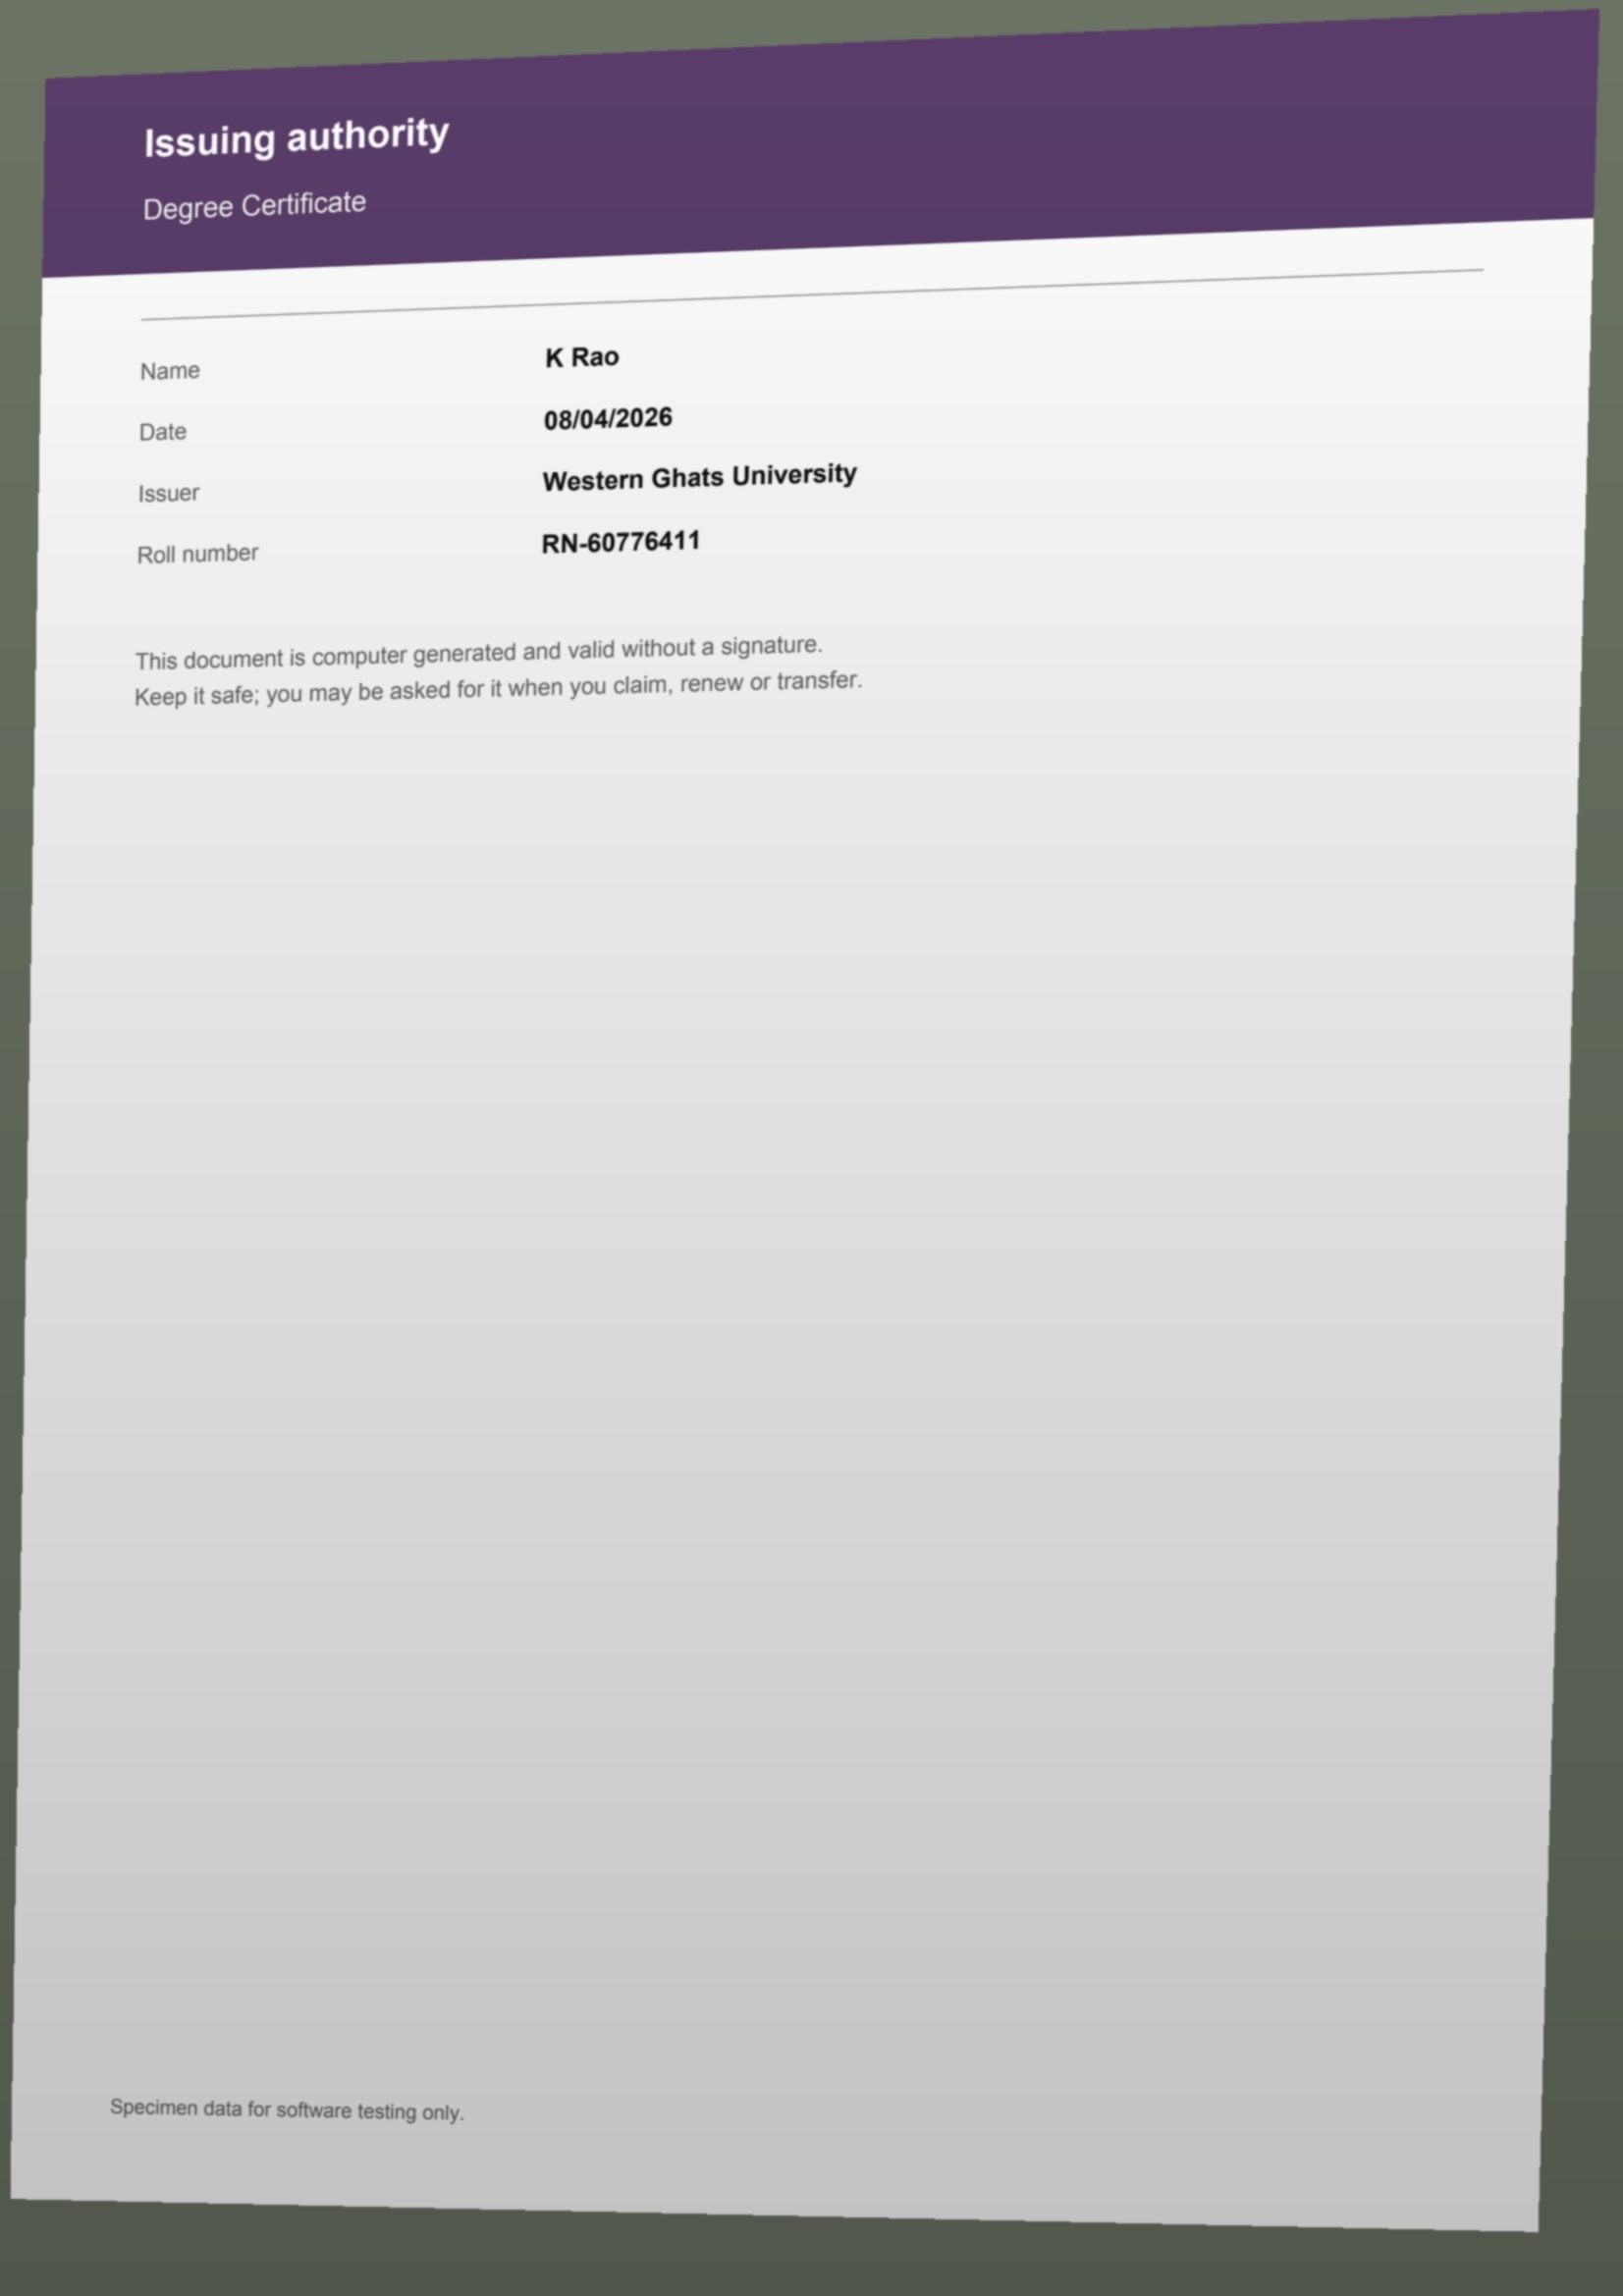 Issuing authority
Degree Certificate
Name K Rao
Date 08/04/2026
Issuer Western Ghats University
Roll number RN-60776411
This document is computer generated and valid without a signature.
Keep it safe; you may be asked for it when you claim, renew or transfer.
Specimen data for software testing only.